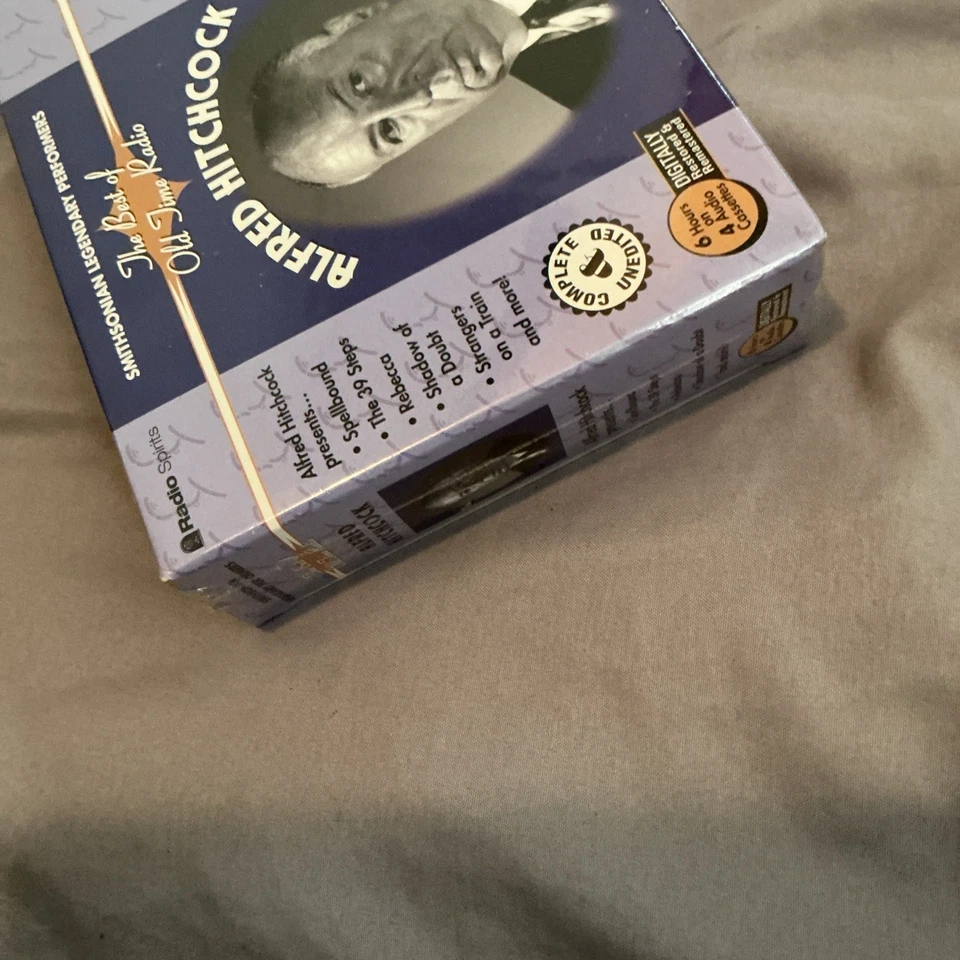 SMITHSONIAN LEGENDARY PERFORMERS
The Best of
Old Time Radio
ALFRED HITCHCOCK
Alfred Hitchcock
presents...
• Spellbound
• The 39 Steps
• Rebecca
• Shadow of
a Doubt
• Strangers
on a Train
and more!
COMPLETE
UNEDITED
DIGITALLY
Restored &
Remastered
6 Hours
on
4 Audio
Cassettes
Radio Spirits
ALFRED
HITCHCOCK